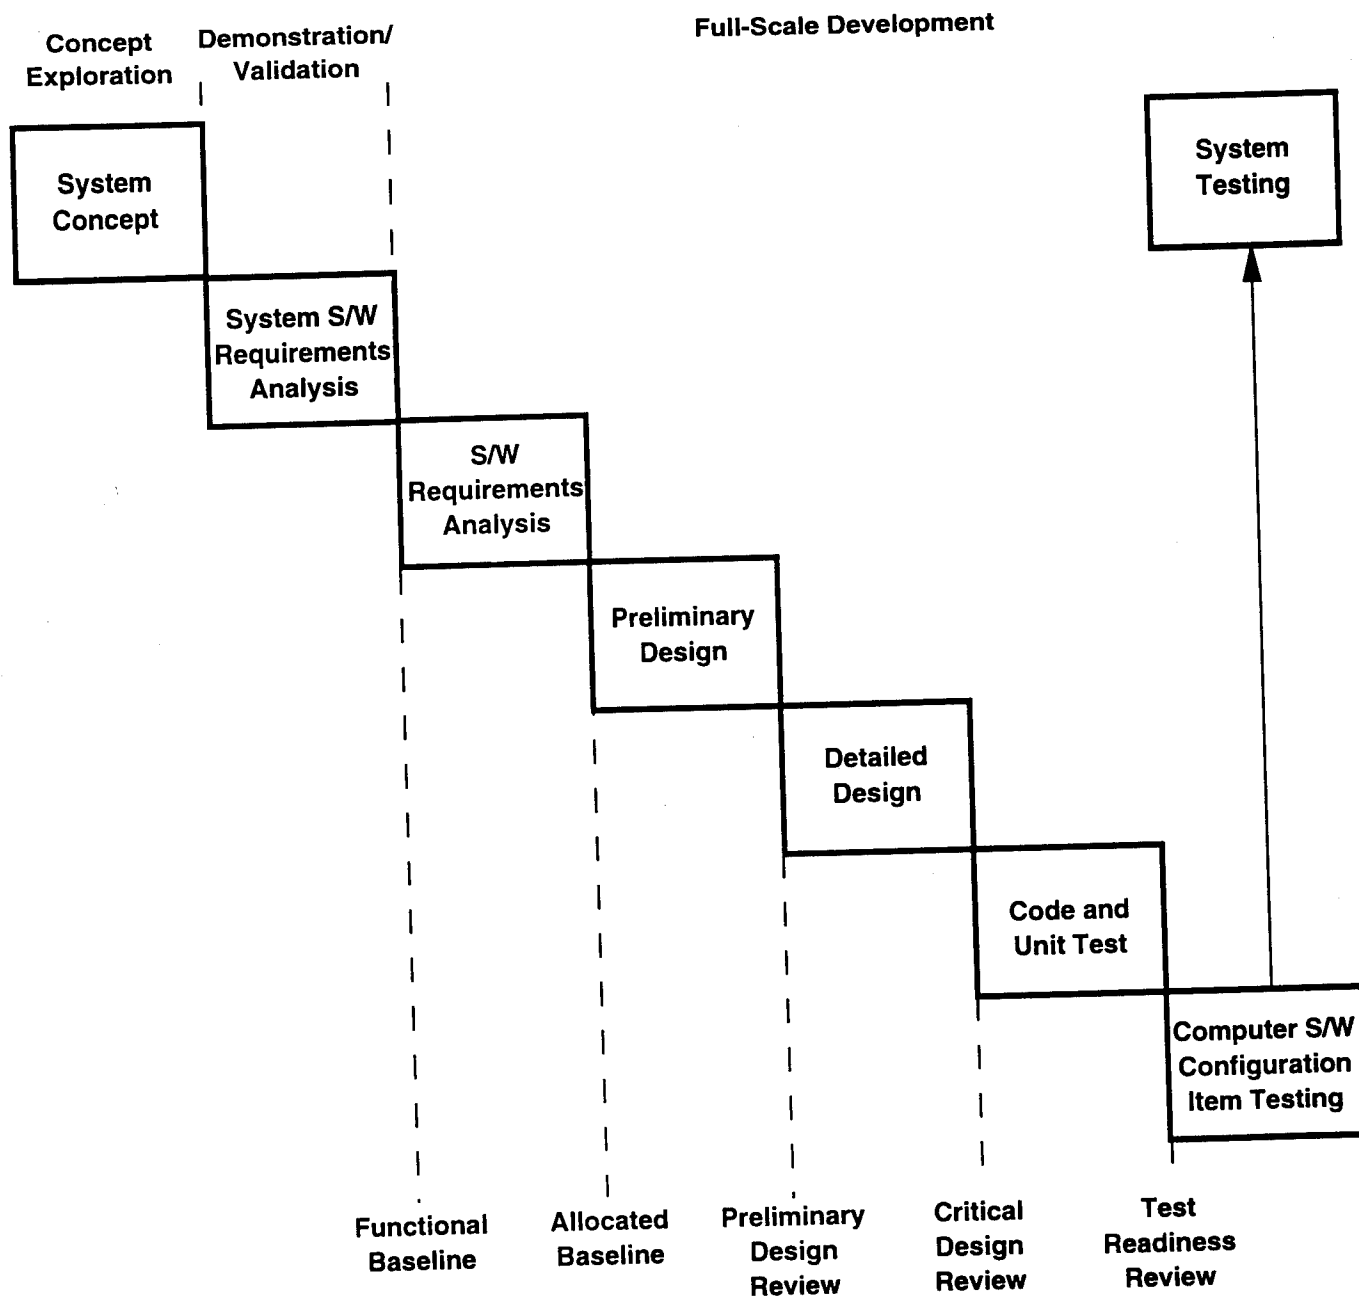 Full-Scale Development
Concept
Exploration
Demonstration/
Validation
System
Concept
System
Testing
System S/W
Requirements
Analysis
S/W
Requirements
Analysis
Preliminary
Design
Detailed
Design
Code and
Unit Test
Computer S/W
Configuration
Item Testing
Functional
Baseline
Allocated
Baseline
Preliminary
Design
Review
Critical
Design
Review
Test
Readiness
Review